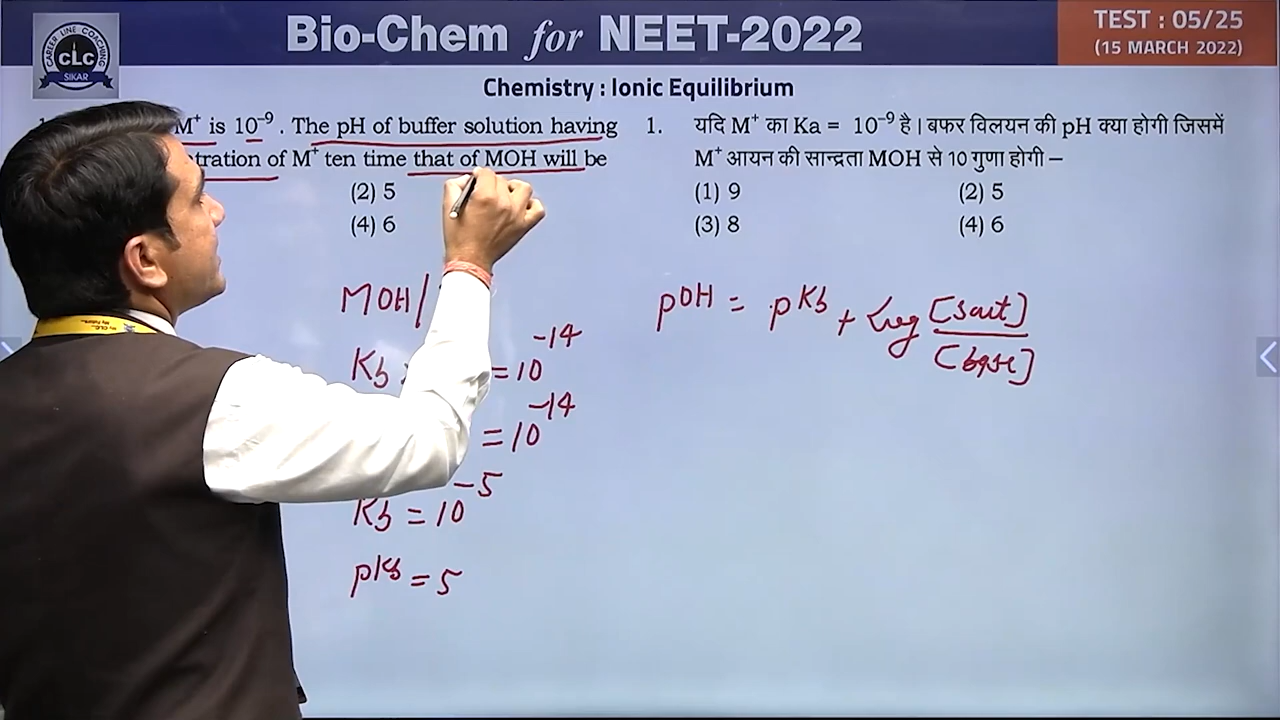 Bio-Chem for NEET-2022
TEST : 05/25
(15 MARCH 2022)
CAREER LINE COACHING
CLC
SIKAR
Chemistry : Ionic Equilibrium
M⁺ is 10⁻⁹ . The pH of buffer solution having
tration of M⁺ ten time that of MOH will be
(2) 5
(4) 6
1. यदि M⁺ का Ka = 10⁻⁹ है। बफर विलयन की pH क्या होगी जिसमें
M⁺ आयन की सान्द्रता MOH से 10 गुणा होगी –
(1) 9 (2) 5
(3) 8 (4) 6
MOH/
Kb = 10⁻¹⁴
= 10⁻¹⁴
Kb = 10⁻⁵
pKb = 5
pOH = pKb + log [Salt]
[base]